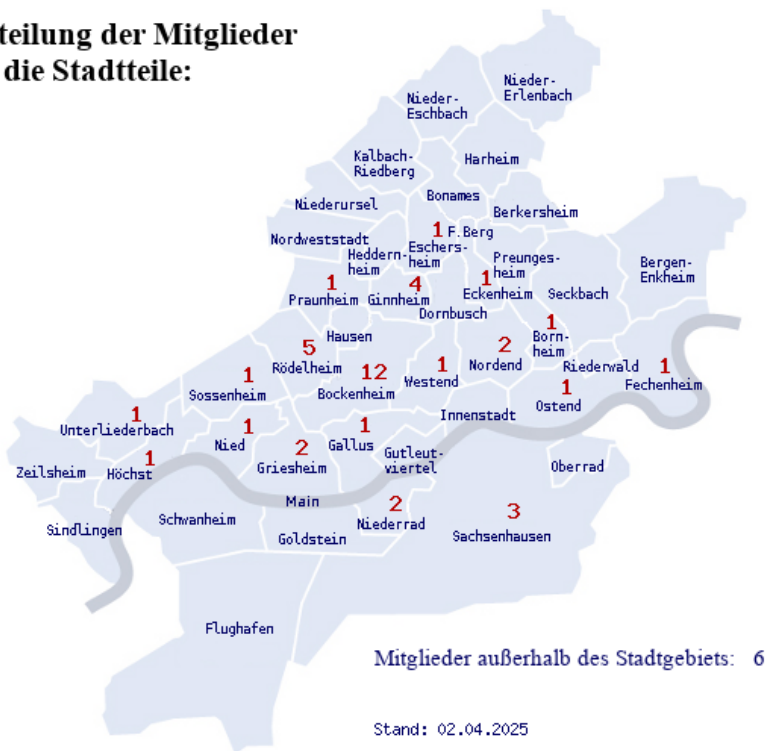 teilung der Mitglieder
die Stadtteile:
Nieder-
Erlenbach
Nieder-
Eschbach
Kalbach-
Riedberg
Harheim
Bonames
Niederursel
Berkersheim
1 F.Berg
Nordweststadt
Eschers-
heim
Heddern-
heim
Preunges-
heim
Bergen-
Enkheim
1
Praunheim
4
Ginnheim
1
Eckenheim
Seckbach
Dornbusch
1
Born-
heim
Hausen
5
Rödelheim
2
Nordend
Riederwald
1
Fechenheim
1
Sossenheim
12
Bockenheim
1
Westend
1
Ostend
Innenstadt
1
Unterliederbach
1
Nied
1
Gallus
2
Griesheim
Gutleut-
viertel
Oberrad
Zeilsheim
1
Höchst
Main
2
Niederrad
3
Sachsenhausen
Sindlingen
Schwanheim
Goldstein
Flughafen
Mitglieder außerhalb des Stadtgebiets: 6
Stand: 02.04.2025